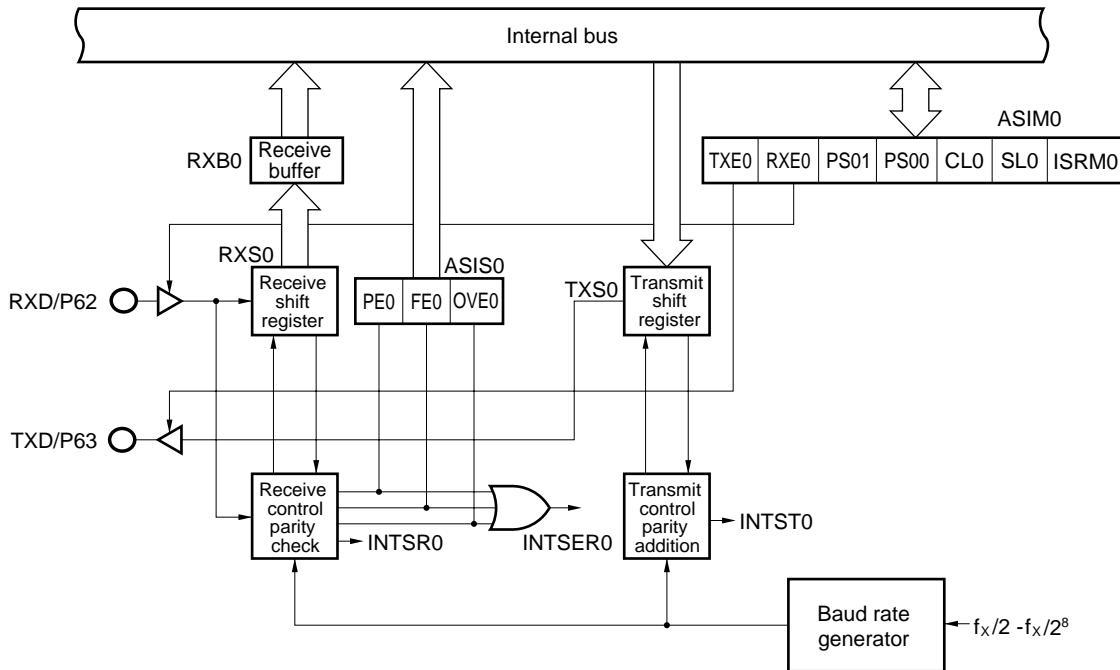 Internal bus
ASIM0
RXB0
Receive
buffer
TXE0 RXE0 PS01 PS00 CL0 SL0 ISRM0
RXS0
ASIS0
RXD/P62
Receive
shift
register
PE0 FE0 OVE0
TXS0
Transmit
shift
register
TXD/P63
Receive
control
parity
check
INTSR0
INTSER0
Transmit
control
parity
addition
INTST0
Baud rate
generator
fX/2 -fX/2⁸